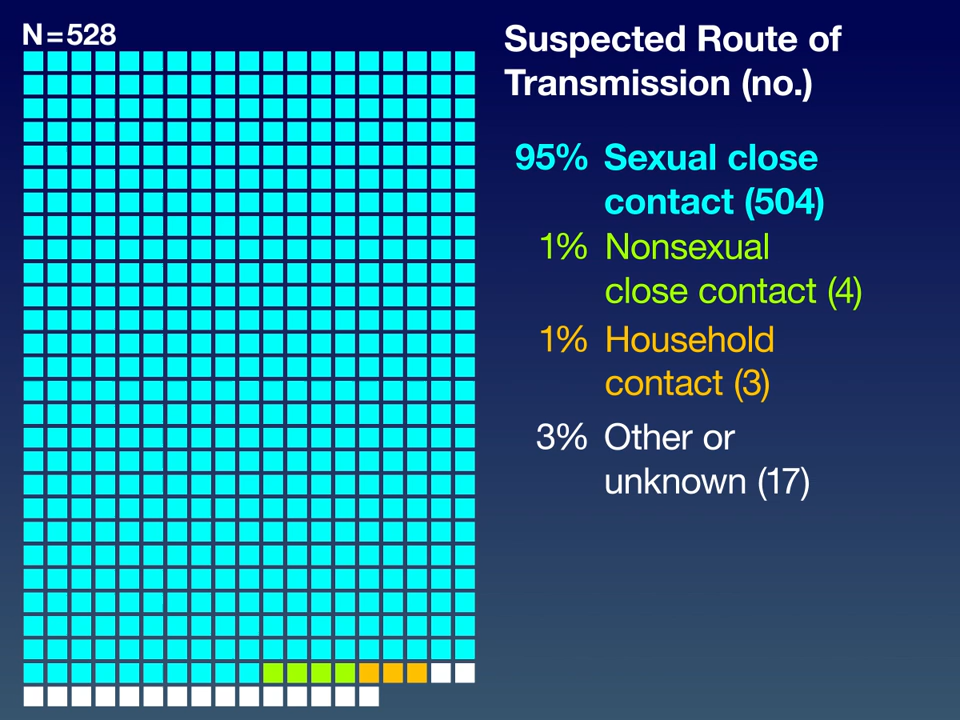 N=528
Suspected Route of
Transmission (no.)
95% Sexual close
contact (504)
1% Nonsexual
close contact (4)
1% Household
contact (3)
3% Other or
unknown (17)